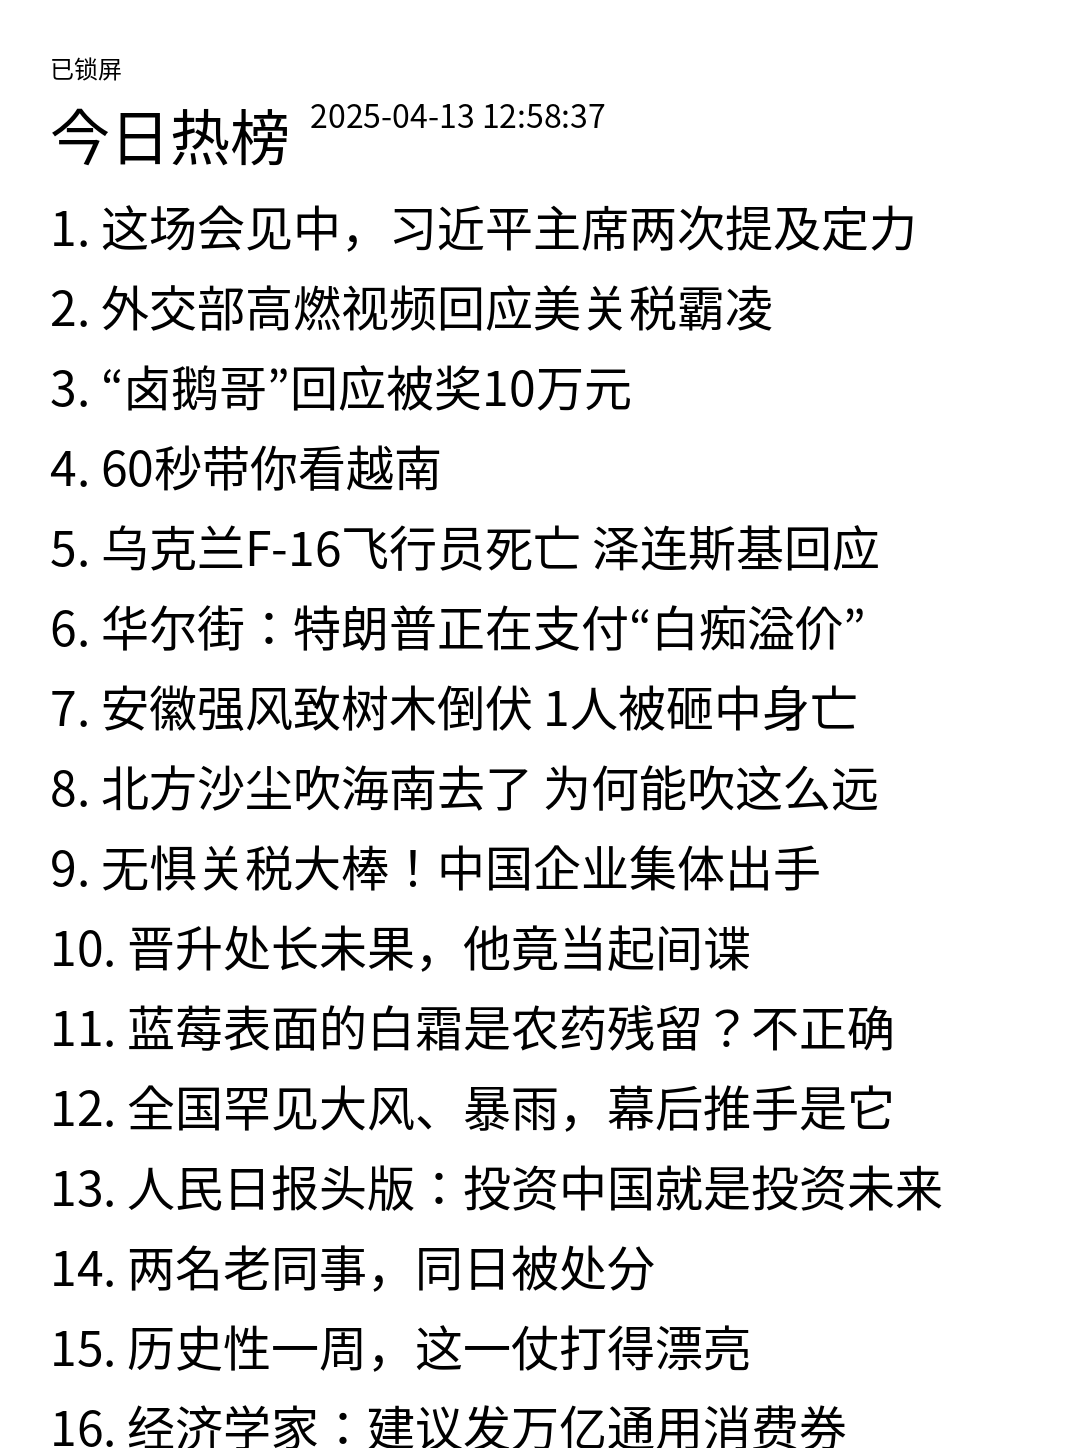 已锁屏
今日热榜 2025-04-13 12:58:37
1. 这场会见中，习近平主席两次提及定力
2. 外交部高燃视频回应美关税霸凌
3. “卤鹅哥”回应被奖10万元
4. 60秒带你看越南
5. 乌克兰F-16飞行员死亡 泽连斯基回应
6. 华尔街：特朗普正在支付“白痴溢价”
7. 安徽强风致树木倒伏 1人被砸中身亡
8. 北方沙尘吹海南去了 为何能吹这么远
9. 无惧关税大棒！中国企业集体出手
10. 晋升处长未果，他竟当起间谍
11. 蓝莓表面的白霜是农药残留？不正确
12. 全国罕见大风、暴雨，幕后推手是它
13. 人民日报头版：投资中国就是投资未来
14. 两名老同事，同日被处分
15. 历史性一周，这一仗打得漂亮
16. 经济学家：建议发万亿通用消费券